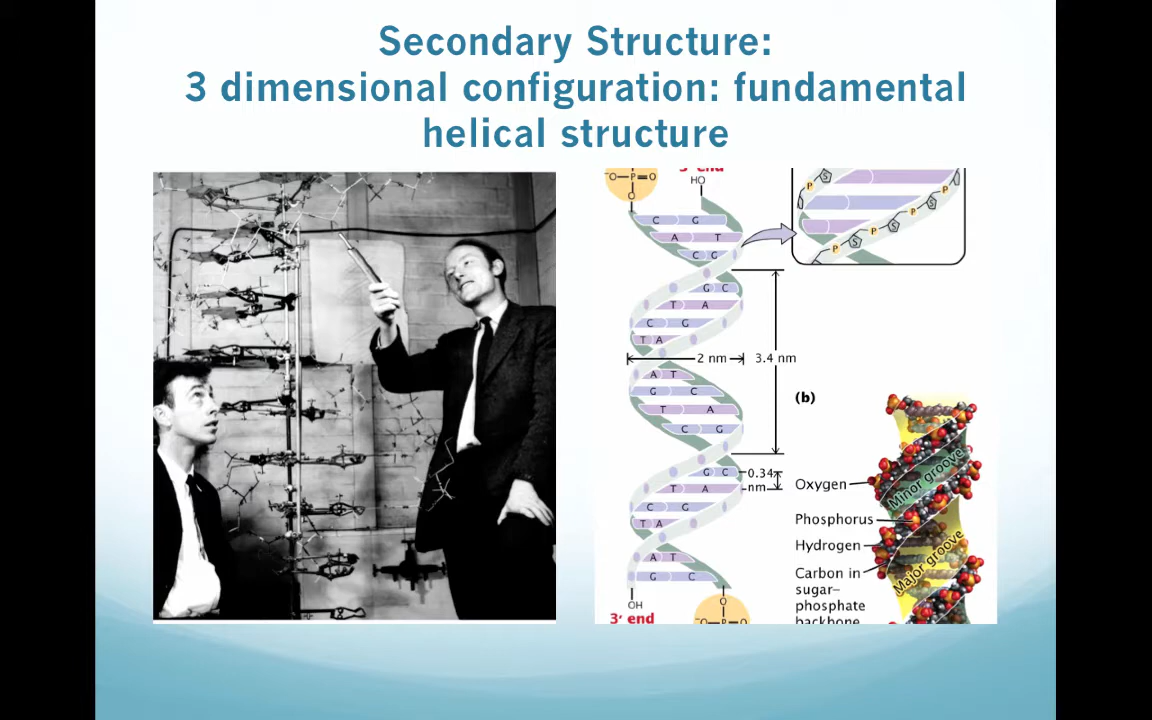 Secondary Structure:
3 dimensional configuration: fundamental
helical structure
⁻O—P=O
O
3' end
HO
C G
A T
C G
G C
T A
C G
T A
2 nm
3.4 nm
A T
G C
T A
C G
G C
0.34
nm
T A
C G
T A
A T
G C
OH
3' end
O
⁻O—P=O
P
S
P
S
P
S
P
S
P
(b)
Oxygen
Phosphorus
Hydrogen
Carbon in
sugar–
phosphate
backbone
Minor groove
Major groove